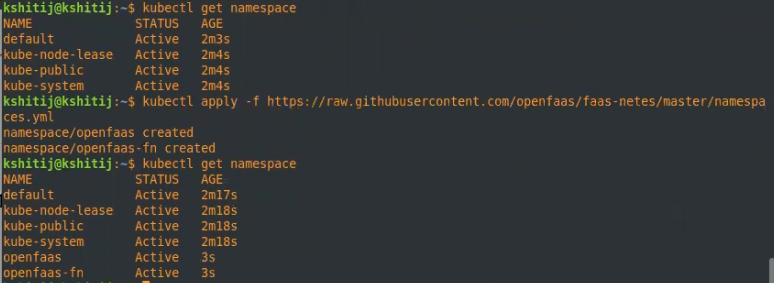 kshitij@kshitij:~$ kubectl get namespace
NAME              STATUS   AGE
default           Active   2m3s
kube-node-lease   Active   2m4s
kube-public       Active   2m4s
kube-system       Active   2m4s
kshitij@kshitij:~$ kubectl apply -f https://raw.githubusercontent.com/openfaas/faas-netes/master/namespa
ces.yml
namespace/openfaas created
namespace/openfaas-fn created
kshitij@kshitij:~$ kubectl get namespace
NAME              STATUS   AGE
default           Active   2m17s
kube-node-lease   Active   2m18s
kube-public       Active   2m18s
kube-system       Active   2m18s
openfaas          Active   3s
openfaas-fn       Active   3s